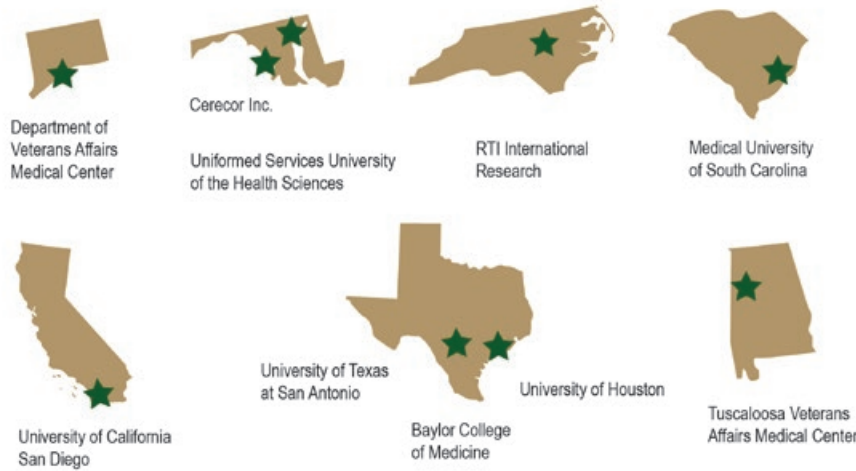 Department of
Veterans Affairs
Medical Center
Cerecor Inc.
Uniformed Services University
of the Health Sciences
RTI International
Research
Medical University
of South Carolina
University of California
San Diego
University of Texas
at San Antonio
Baylor College
of Medicine
University of Houston
Tuscaloosa Veterans
Affairs Medical Center